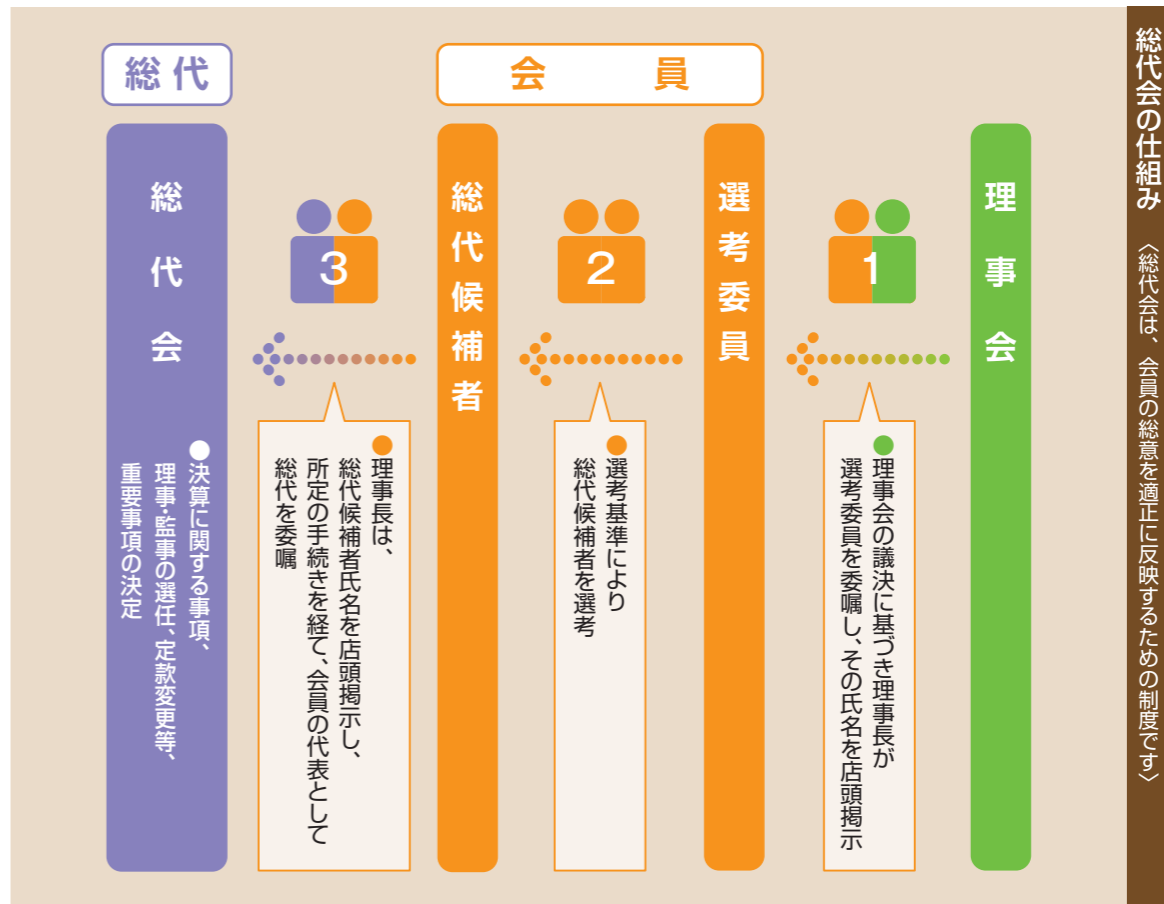 総代会の仕組み 〈総代会は、会員の総意を適正に反映するための制度です〉
会員
総代
理事会
1
●理事会の議決に基づき理事長が
選考委員を委嘱し、その氏名を店頭掲示
選考委員
2
●選考基準により
総代候補者を選考
総代候補者
3
●理事長は、
総代候補者氏名を店頭掲示し、
所定の手続きを経て、会員の代表として
総代を委嘱
総代会
●決算に関する事項、
理事・監事の選任、定款変更等、
重要事項の決定